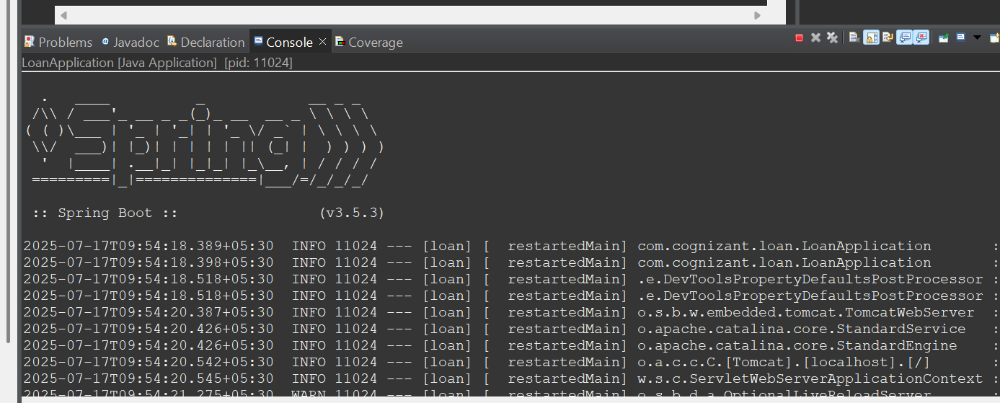 Problems @ Javadoc Declaration Console Coverage
LoanApplication [Java Application] [pid: 11024]
  .   ____          _            __ _ _
 /\\ / ___'_ __ _ _(_)_ __  __ _ \ \ \ \
( ( )\___ | '_ | '_| | '_ \/ _` | \ \ \ \
 \\/  ___)| |_)| | | | | || (_| |  ) ) ) )
  '  |____| .__|_| |_|_| |_\__, | / / / /
 =========|_|==============|___/=/_/_/_/
 :: Spring Boot ::                (v3.5.3)
2025-07-17T09:54:18.389+05:30  INFO 11024 --- [loan] [  restartedMain] com.cognizant.loan.LoanApplication       :
2025-07-17T09:54:18.398+05:30  INFO 11024 --- [loan] [  restartedMain] com.cognizant.loan.LoanApplication       :
2025-07-17T09:54:18.518+05:30  INFO 11024 --- [loan] [  restartedMain] .e.DevToolsPropertyDefaultsPostProcessor :
2025-07-17T09:54:18.518+05:30  INFO 11024 --- [loan] [  restartedMain] .e.DevToolsPropertyDefaultsPostProcessor :
2025-07-17T09:54:20.387+05:30  INFO 11024 --- [loan] [  restartedMain] o.s.b.w.embedded.tomcat.TomcatWebServer  :
2025-07-17T09:54:20.426+05:30  INFO 11024 --- [loan] [  restartedMain] o.apache.catalina.core.StandardService   :
2025-07-17T09:54:20.426+05:30  INFO 11024 --- [loan] [  restartedMain] o.apache.catalina.core.StandardEngine    :
2025-07-17T09:54:20.542+05:30  INFO 11024 --- [loan] [  restartedMain] o.a.c.c.C.[Tomcat].[localhost].[/]       :
2025-07-17T09:54:20.545+05:30  INFO 11024 --- [loan] [  restartedMain] w.s.c.ServletWebServerApplicationContext :
2025-07-17T09:54:21.275+05:30  WARN 11024 --- [loan] [  restartedMain] o.s.b.d.a.OptionalLiveReloadServer       :